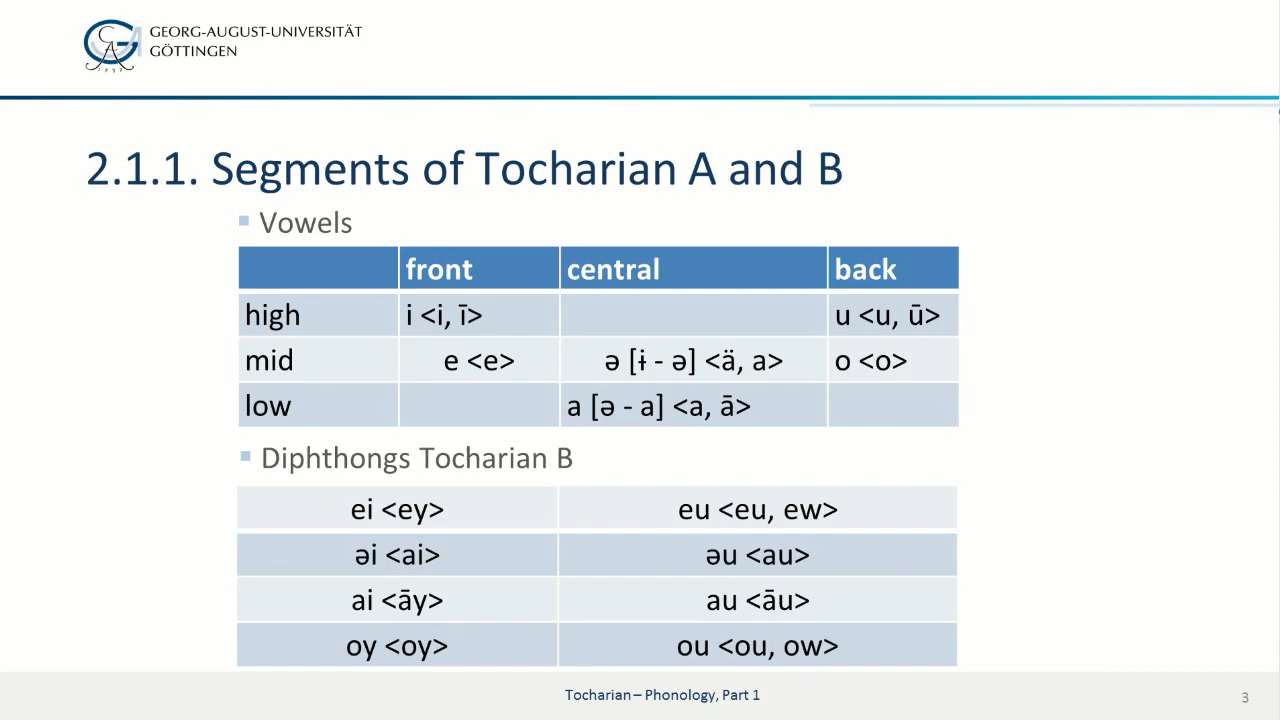 GEORG-AUGUST-UNIVERSITÄT
GÖTTINGEN
2.1.1. Segments of Tocharian A and B
Vowels
front central back
high i <i, ī> u <u, ū>
mid e <e> ə [ɨ - ə] <ä, a> o <o>
low a [ə - a] <a, ā>
Diphthongs Tocharian B
ei <ey> eu <eu, ew>
əi <ai> əu <au>
ai <āy> au <āu>
oy <oy> ou <ou, ow>
Tocharian – Phonology, Part 1
3